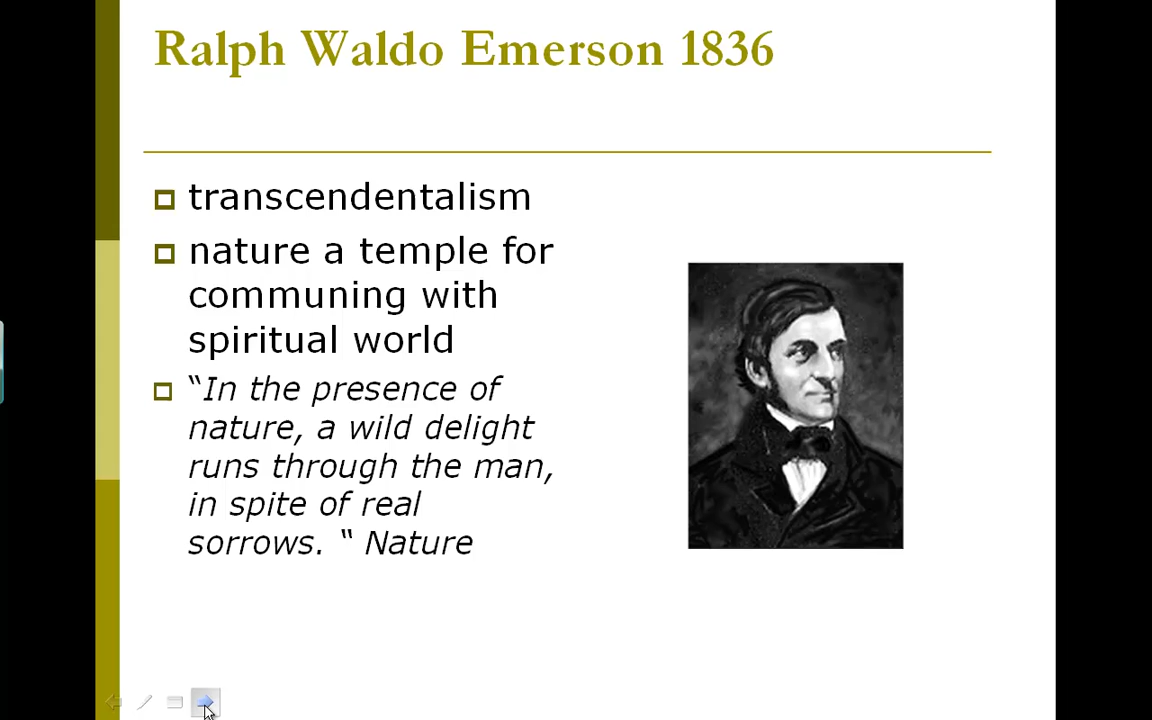 Ralph Waldo Emerson 1836
transcendentalism
nature a temple for
communing with
spiritual world
“In the presence of
nature, a wild delight
runs through the man,
in spite of real
sorrows. “ Nature